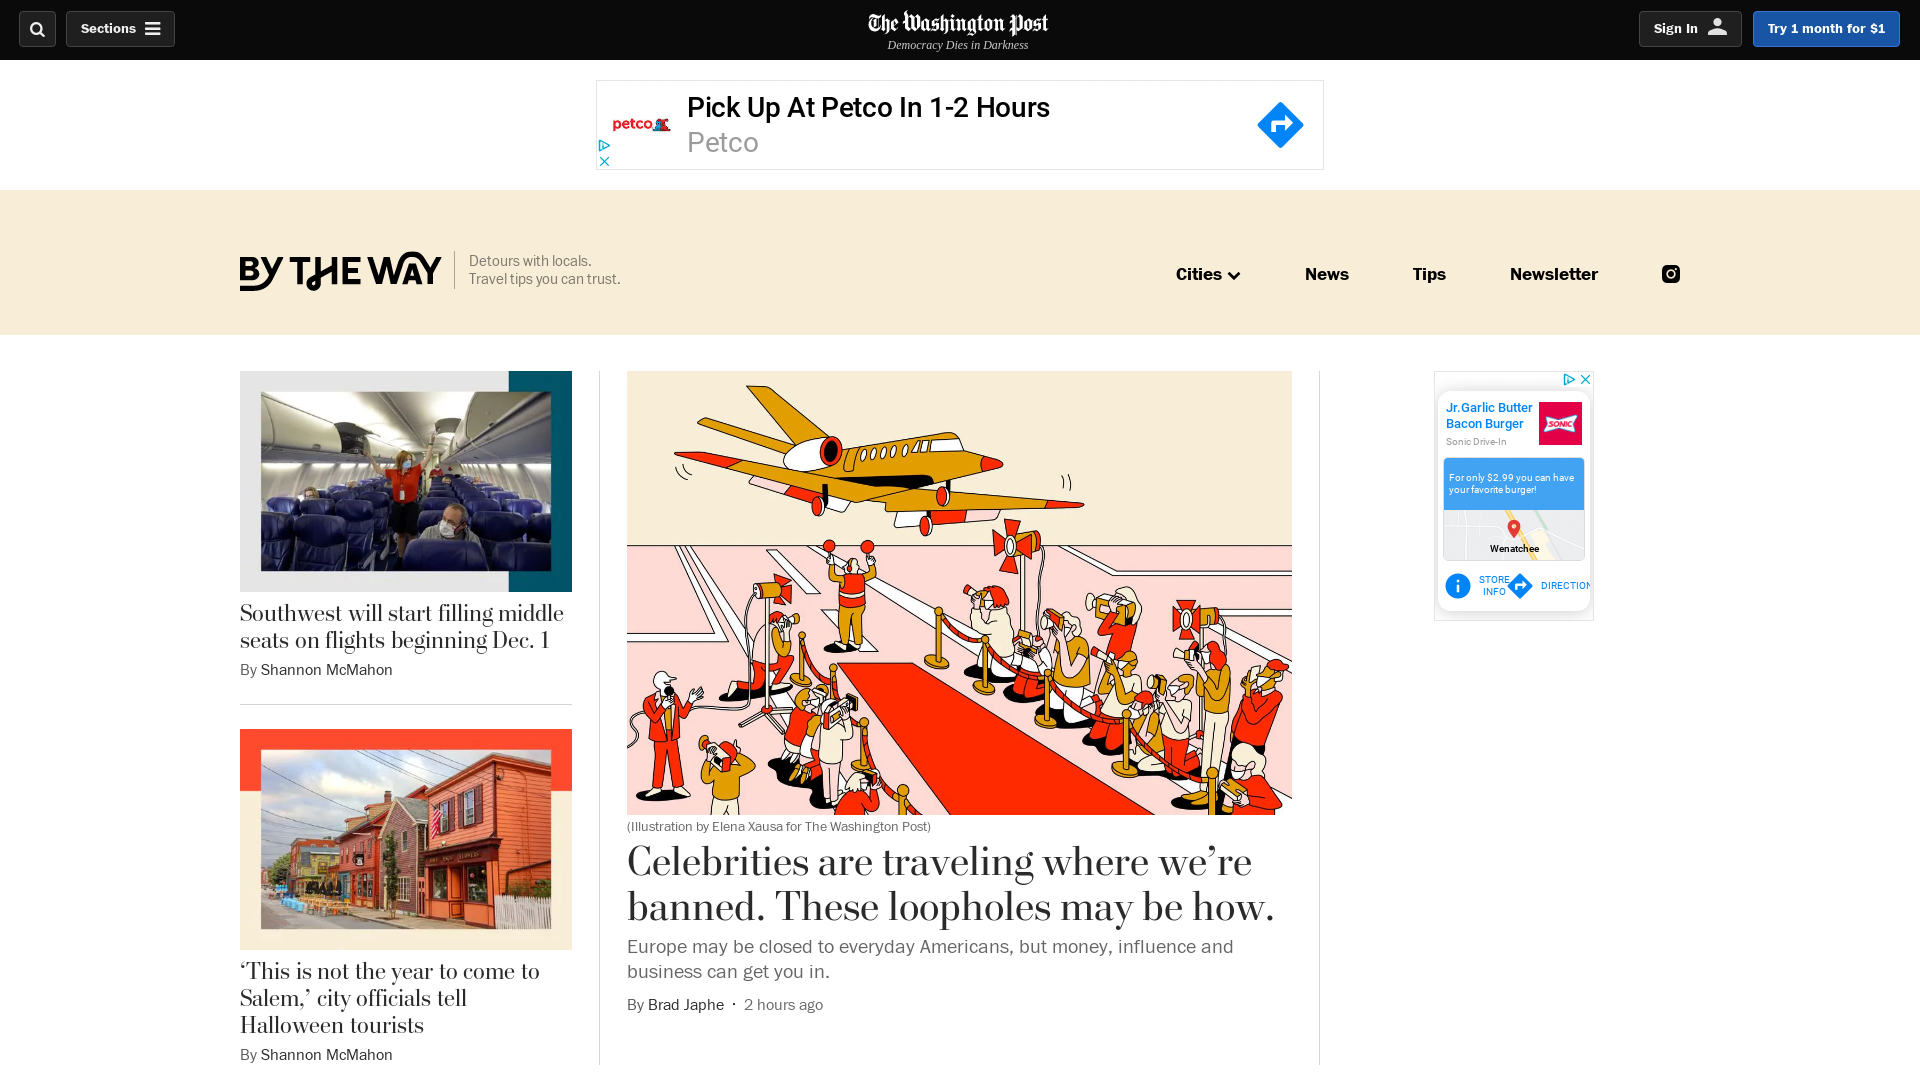 Sections
The Washington Post
Democracy Dies in Darkness
Sign In
Try 1 month for $1
petco
Pick Up At Petco In 1-2 Hours
Petco
BY THE WAY
Detours with locals.
Travel tips you can trust.
Cities
News
Tips
Newsletter
Southwest will start filling middle
seats on flights beginning Dec. 1
By Shannon McMahon
‘This is not the year to come to
Salem,’ city officials tell
Halloween tourists
By Shannon McMahon
(Illustration by Elena Xausa for The Washington Post)
Celebrities are traveling where we’re
banned. These loopholes may be how.
Europe may be closed to everyday Americans, but money, influence and
business can get you in.
By Brad Japhe • 2 hours ago
Jr.Garlic Butter
Bacon Burger
Sonic Drive-In
SONIC
For only $2.99 you can have
your favorite burger!
Wenatchee
STORE
INFO
DIRECTION